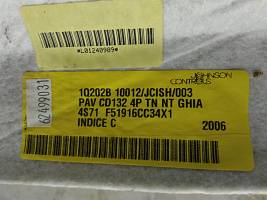 *L01240989*
JOHNSON
CONTROLS
62499031
1Q202B 10012/JCISH/003
PAV CD132 4P TN NT GHIA
4S71 F51916CC34X1
INDICE C 2006